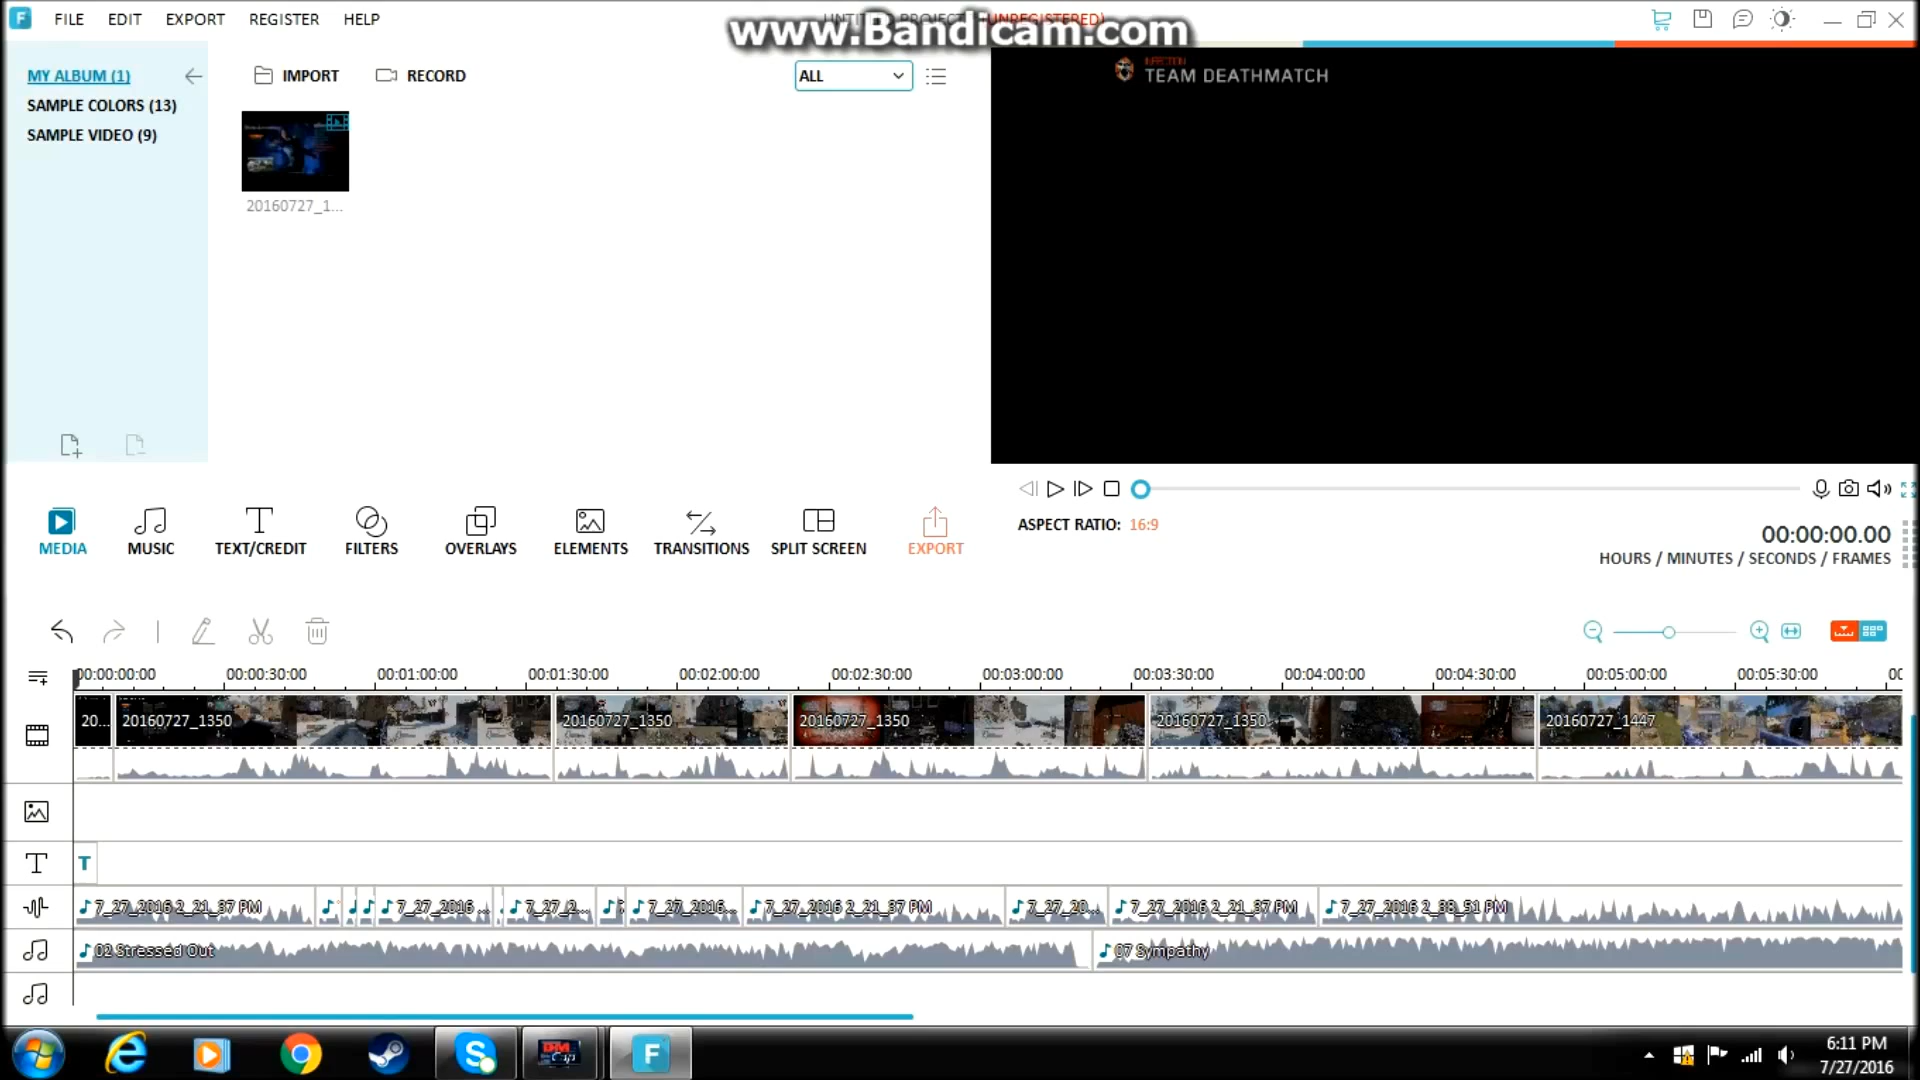 FILE EDIT EXPORT REGISTER HELP
(UNREGISTERED)
www.Bandicam.com
MY ALBUM (1)
SAMPLE COLORS (13)
SAMPLE VIDEO (9)
IMPORT RECORD ALL
20160727_1...
INFECTION
TEAM DEATHMATCH
ASPECT RATIO: 16:9
00:00:00.00
HOURS / MINUTES / SECONDS / FRAMES
MEDIA MUSIC TEXT/CREDIT FILTERS OVERLAYS ELEMENTS TRANSITIONS SPLIT SCREEN EXPORT
00:00:00:00 00:00:30:00 00:01:00:00 00:01:30:00 00:02:00:00 00:02:30:00 00:03:00:00 00:03:30:00 00:04:00:00 00:04:30:00 00:05:00:00 00:05:30:00 00
20... 20160727_1350 20160727_1350 20160727_1350 20160727_1350 20160727_1447
T
T
7_27_2016 2_21_37 PM 7_27_2016 ... 7_27_2... 7_27_2016... 7_27_2016 2_21_37 PM 7_27_20... 7_27_2016 2_21_37 PM 7_27_2016 2_38_51 PM
02 Stressed Out 07 Sympathy
6:11 PM
7/27/2016